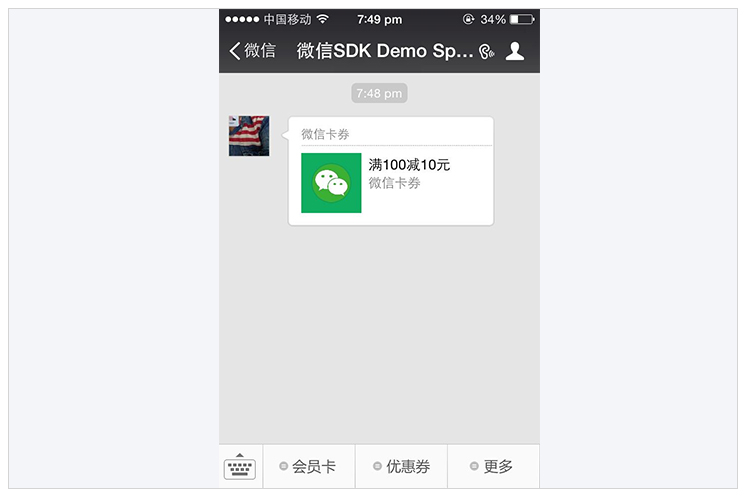 中国移动 7:49 pm 34%
微信 微信SDK Demo Sp...
7:48 pm
微信卡券
满100减10元
微信卡券
会员卡 优惠券 更多